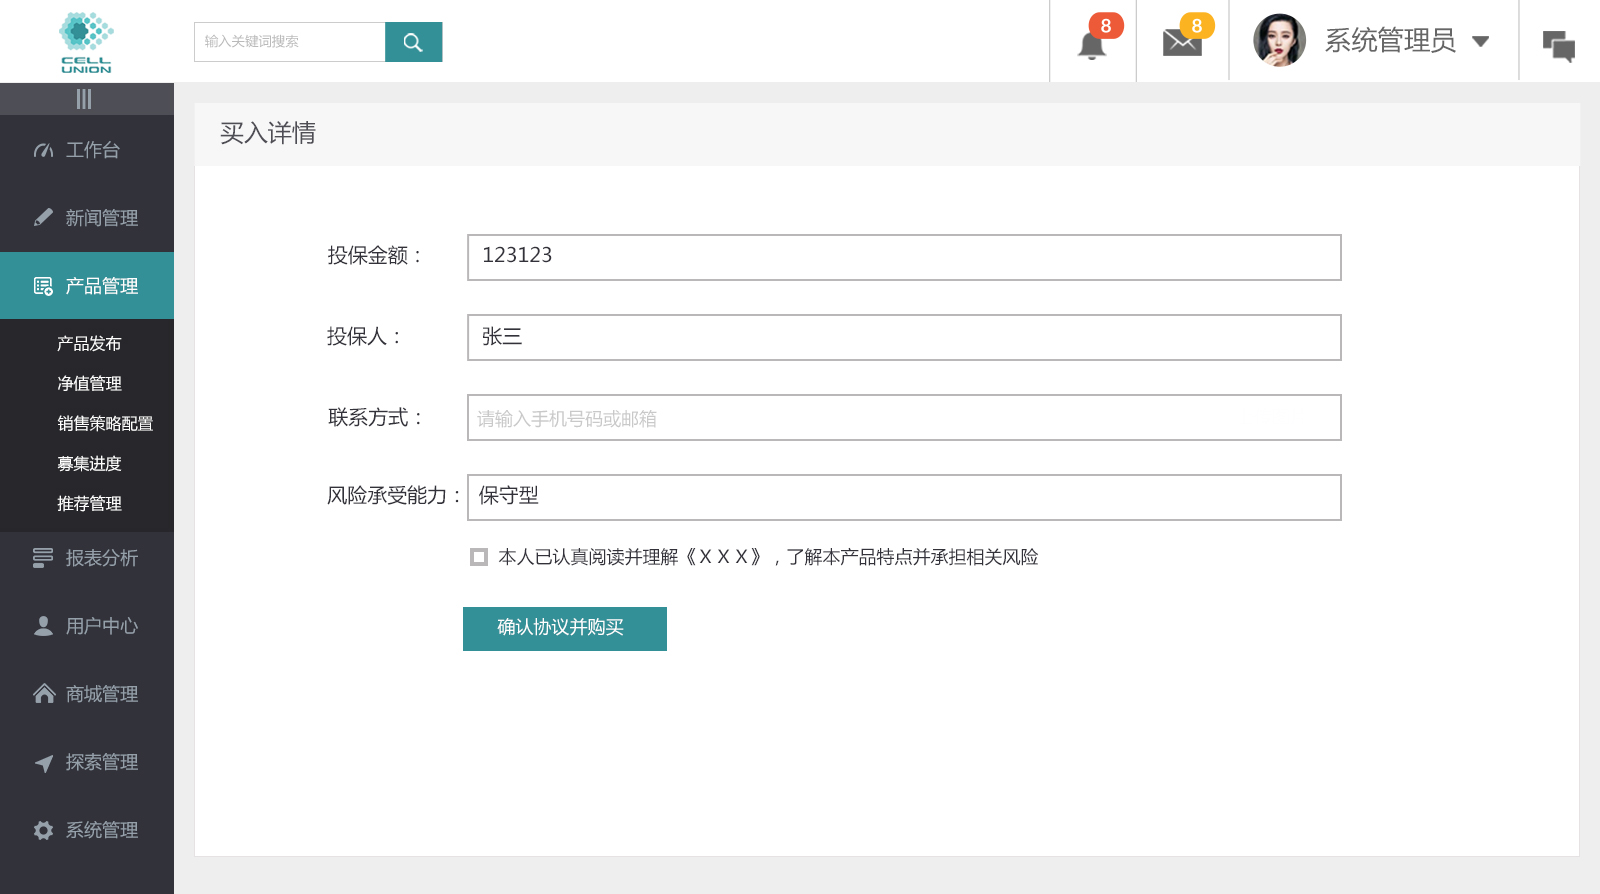 CELL
UNION
输入关键词搜索
8
8
系统管理员
工作台
新闻管理
产品管理
产品发布
净值管理
销售策略配置
募集进度
推荐管理
报表分析
用户中心
商城管理
探索管理
系统管理
买入详情
投保金额：
123123
投保人：
张三
联系方式：
请输入手机号码或邮箱
风险承受能力：
保守型
本人已认真阅读并理解《ＸＸＸ》，了解本产品特点并承担相关风险
确认协议并购买